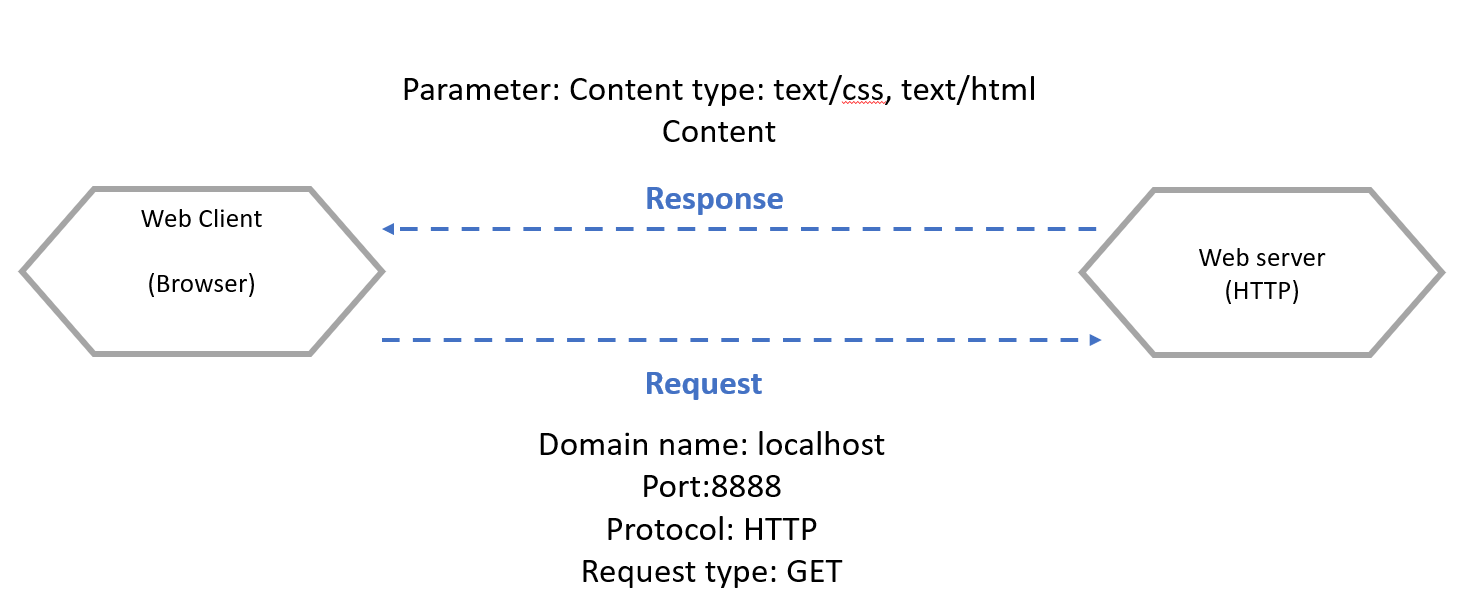 Parameter: Content type: text/css, text/html
Content
Response
Web Client
(Browser)
Web server
(HTTP)
Request
Domain name: localhost
Port:8888
Protocol: HTTP
Request type: GET